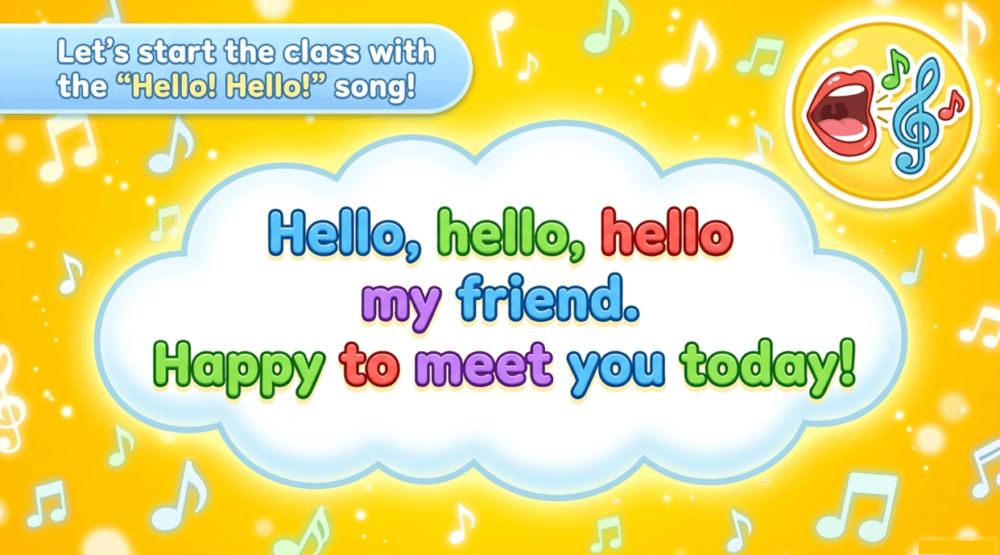 Let’s start the class with
the “Hello! Hello!” song!
Hello, hello, hello
my friend.
Happy to meet you today!